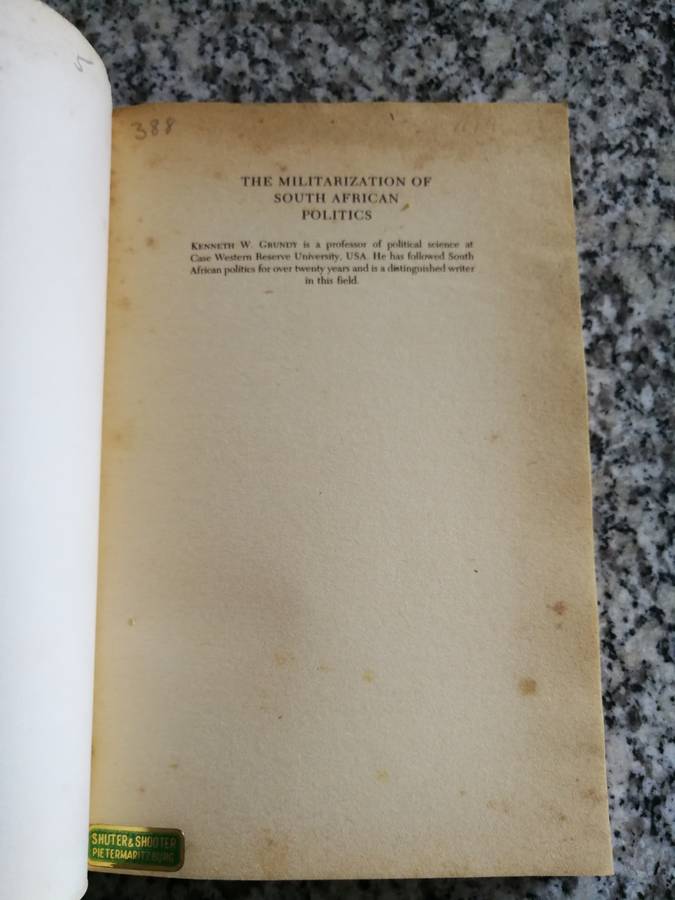 388
THE MILITARIZATION OF
SOUTH AFRICAN
POLITICS
KENNETH W. GRUNDY is a professor of political science at
Case Western Reserve University, USA. He has followed South
African politics for over twenty years and is a distinguished writer
in this field.
SHUTER & SHOOTER
PIETERMARITZBURG